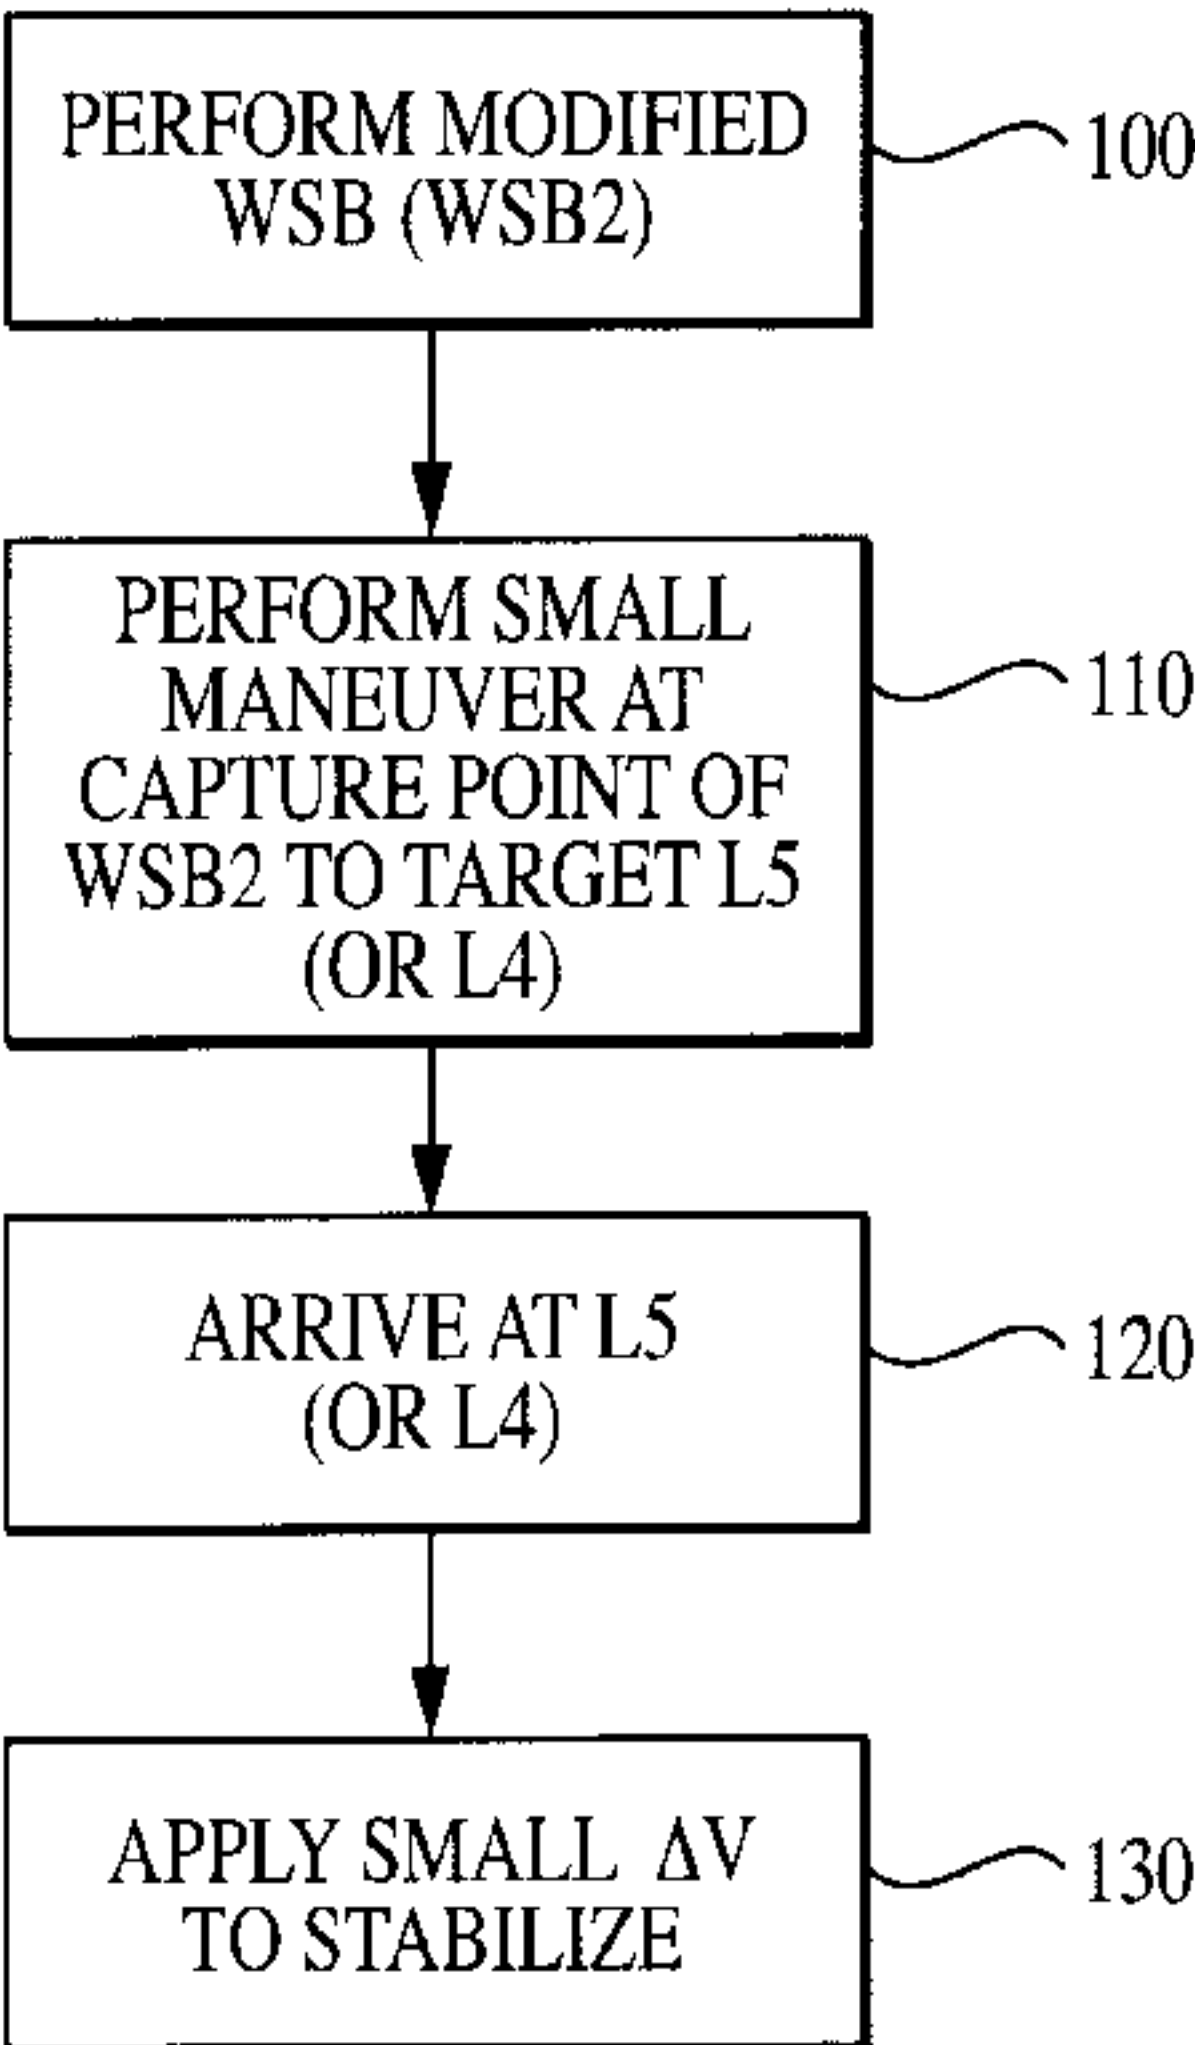 PERFORM MODIFIED
WSB (WSB2)
100
PERFORM SMALL
MANEUVER AT
CAPTURE POINT OF
WSB2 TO TARGET L5
(OR L4)
110
ARRIVE AT L5
(OR L4)
120
APPLY SMALL ΔV
TO STABILIZE
130